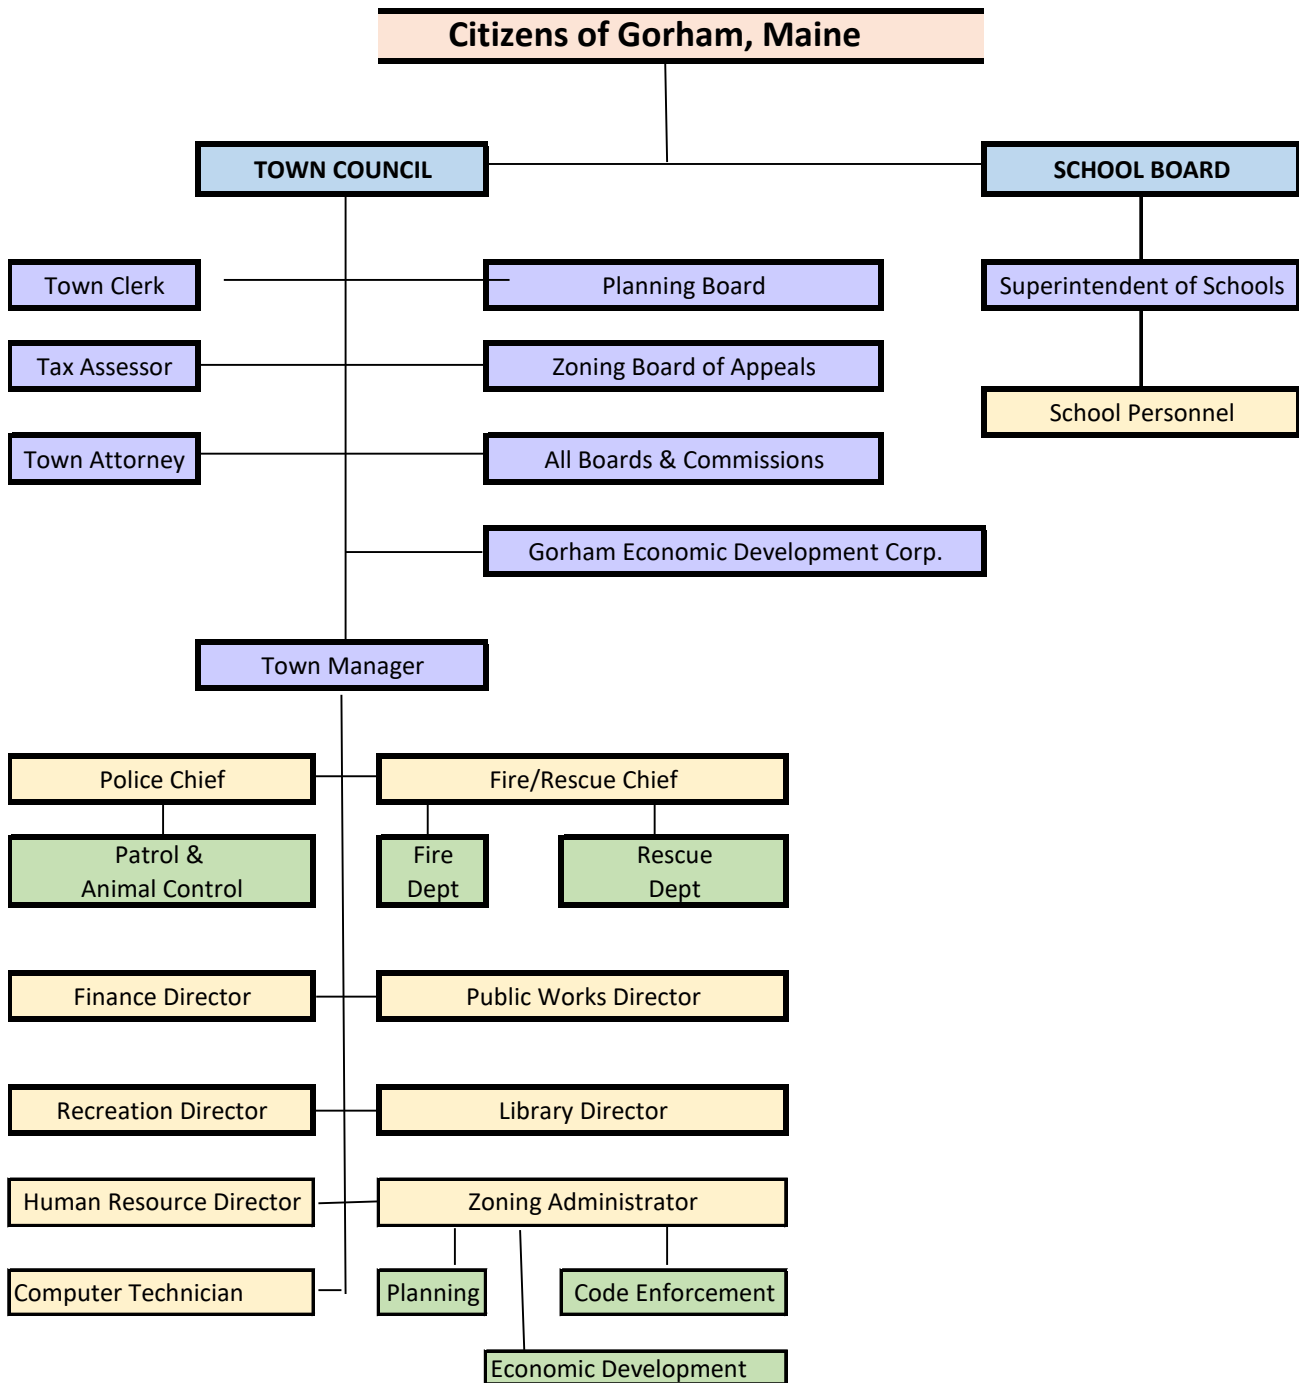 Citizens of Gorham, Maine
TOWN COUNCIL
SCHOOL BOARD
Town Clerk
Planning Board
Superintendent of Schools
Tax Assessor
Zoning Board of Appeals
School Personnel
Town Attorney
All Boards & Commissions
Gorham Economic Development Corp.
Town Manager
Police Chief
Fire/Rescue Chief
Patrol &
Animal Control
Fire
Dept
Rescue
Dept
Finance Director
Public Works Director
Recreation Director
Library Director
Human Resource Director
Zoning Administrator
Computer Technician
Planning
Code Enforcement
Economic Development